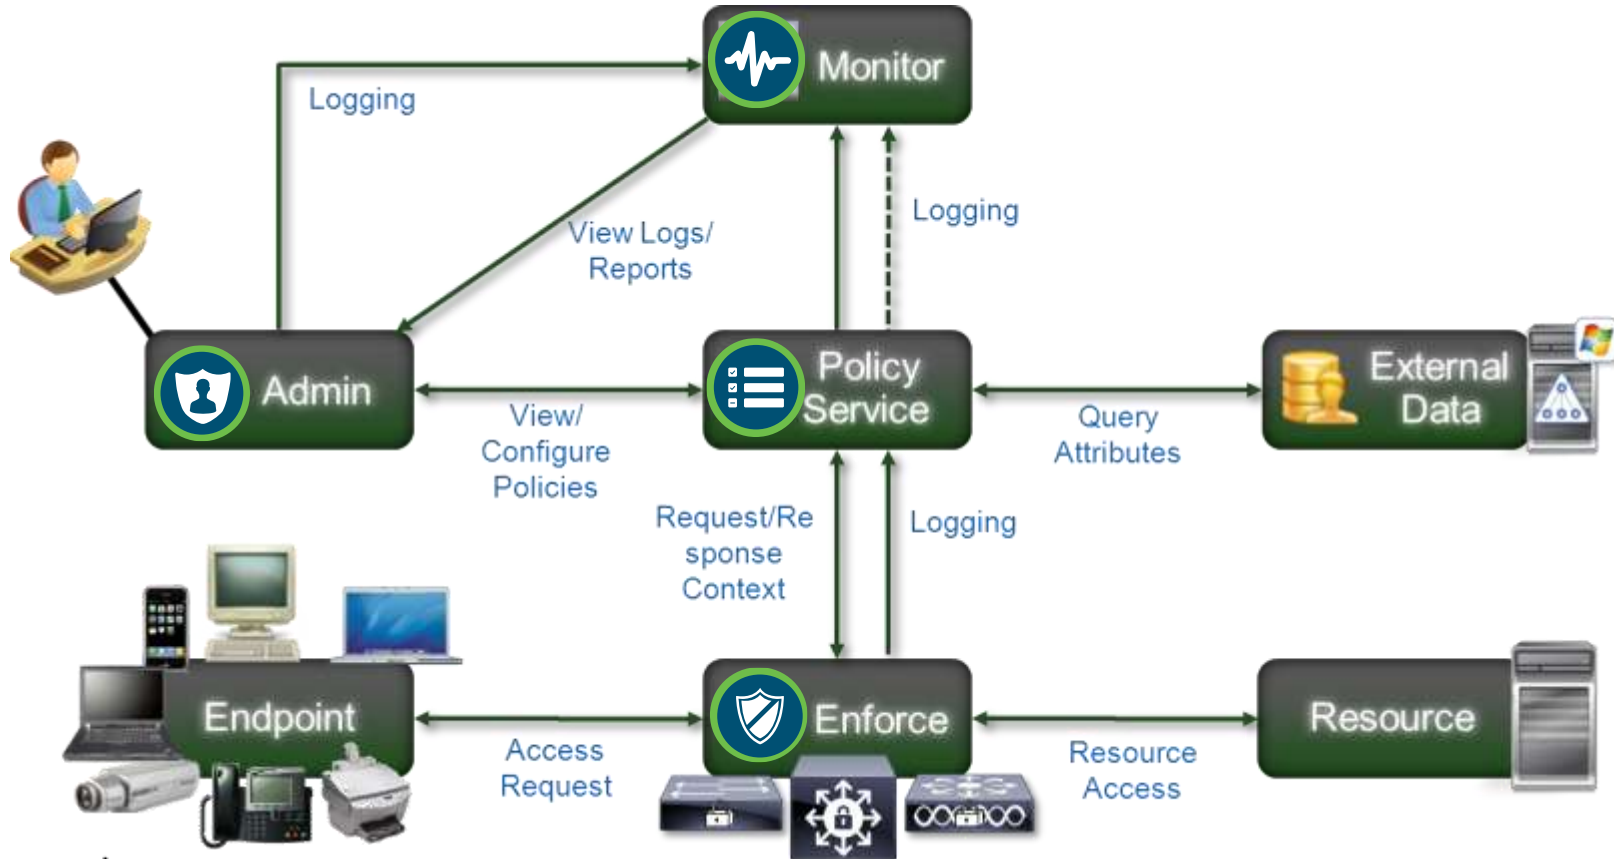 Monitor
Logging
Logging
View Logs/
Reports
Admin
Policy
Service
External
Data
View/
Configure
Policies
Query
Attributes
Request/Re
sponse
Context
Logging
Endpoint
Enforce
Resource
Access
Request
Resource
Access